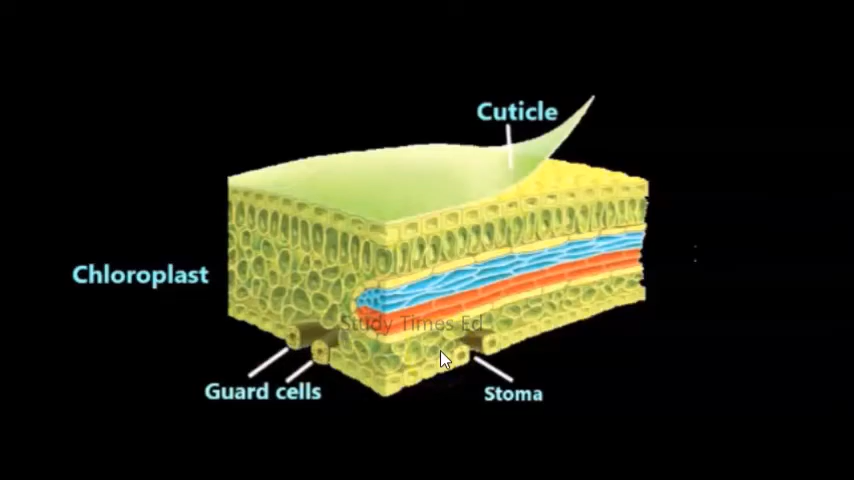 Cuticle
Chloroplast
Study Times Ed
Guard cells
Stoma